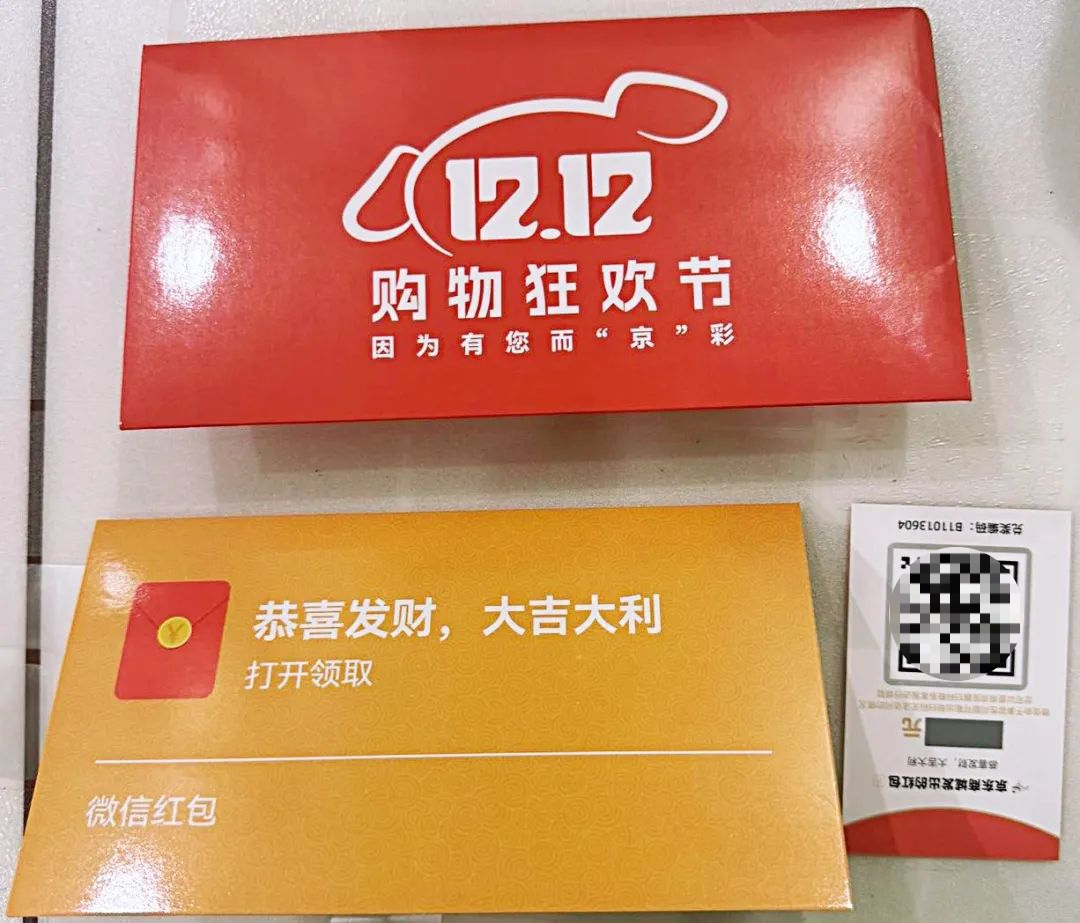 12.12
购物狂欢节
因为有您而“京”彩
恭喜发财，大吉大利
打开领取
微信红包
京东商城发出的红包
恭喜发财，大吉大利
元
兑奖编码：B11013604